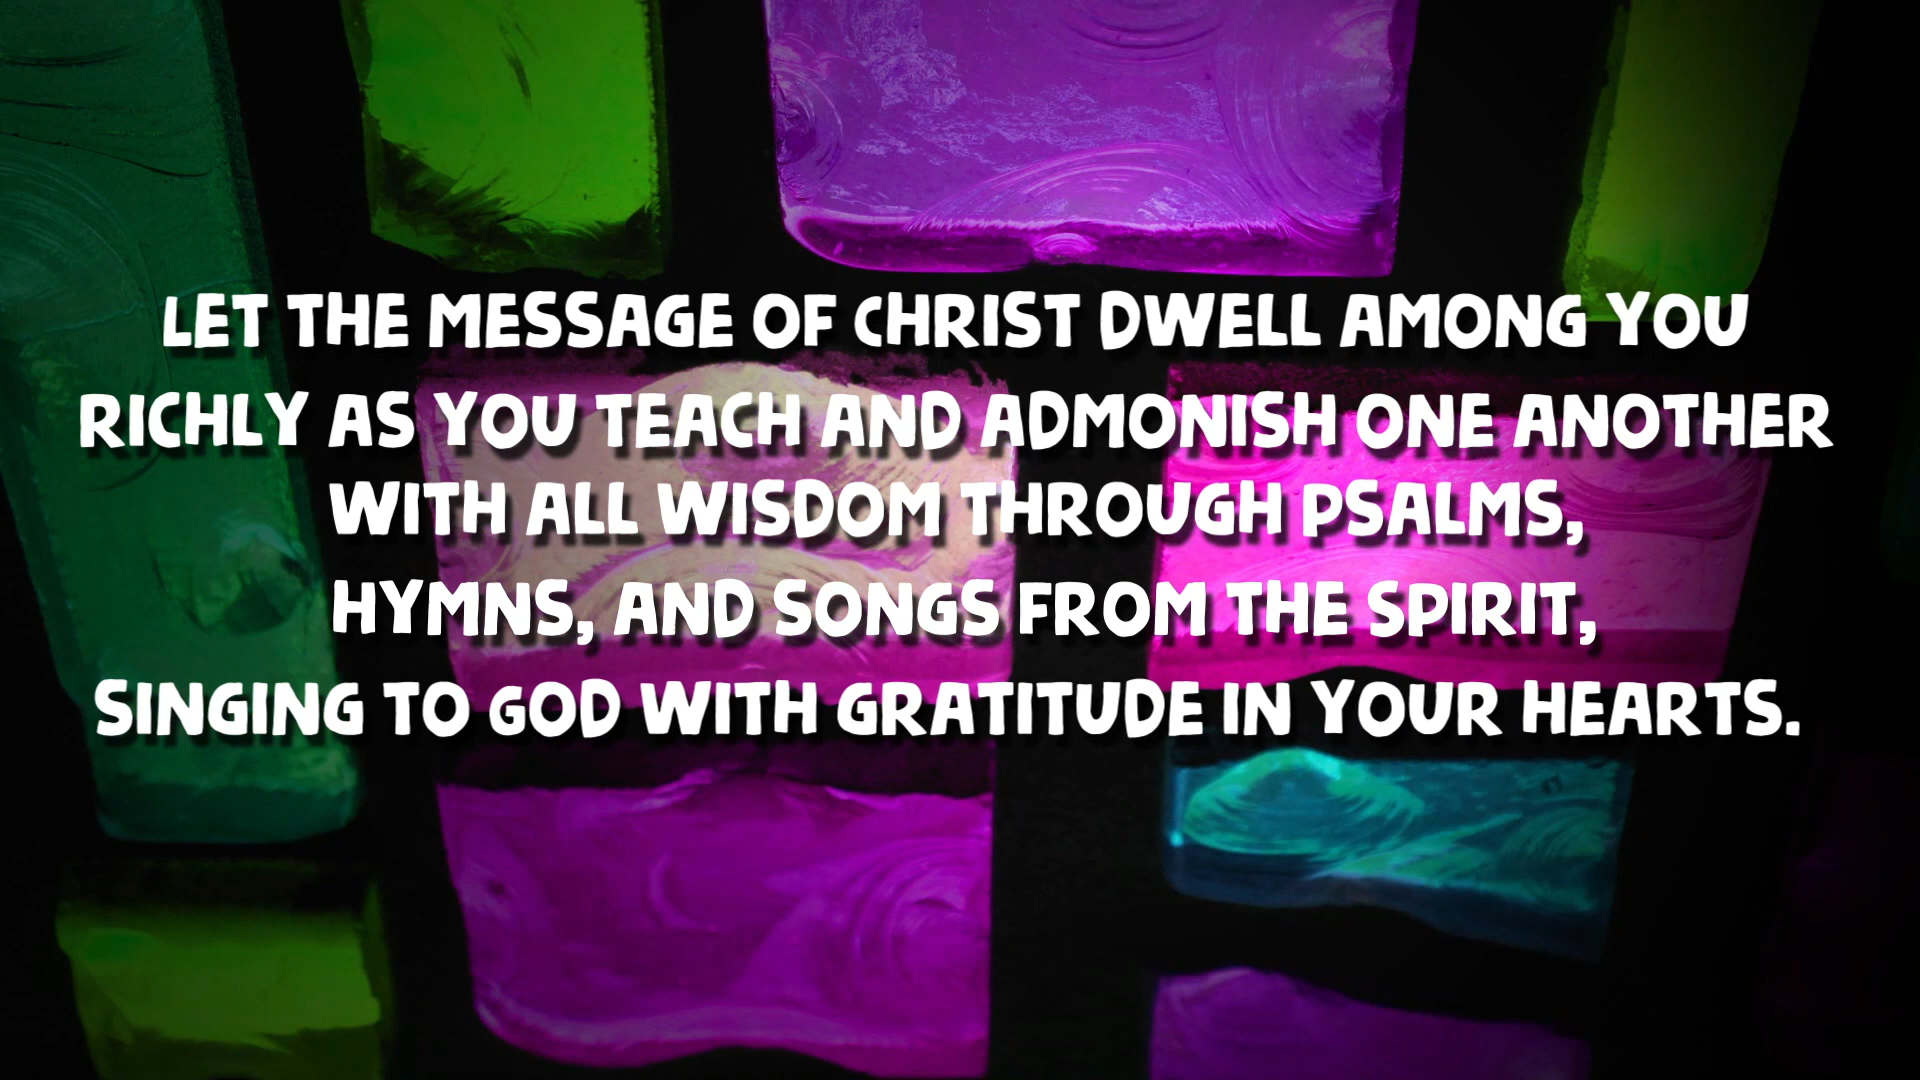 LET THE MESSAGE OF CHRIST DWELL AMONG YOU
RICHLY AS YOU TEACH AND ADMONISH ONE ANOTHER
WITH ALL WISDOM THROUGH PSALMS,
HYMNS, AND SONGS FROM THE SPIRIT,
SINGING TO GOD WITH GRATITUDE IN YOUR HEARTS.